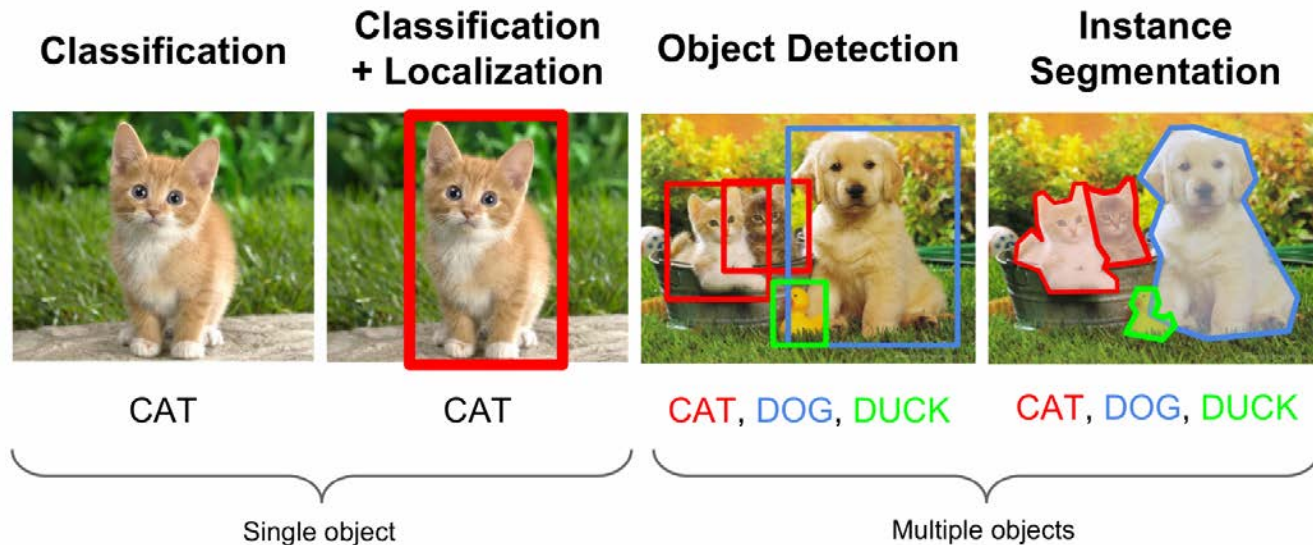 Classification
Classification
+ Localization
Object Detection
Instance
Segmentation
CAT
CAT
CAT, DOG, DUCK
CAT, DOG, DUCK
Single object
Multiple objects